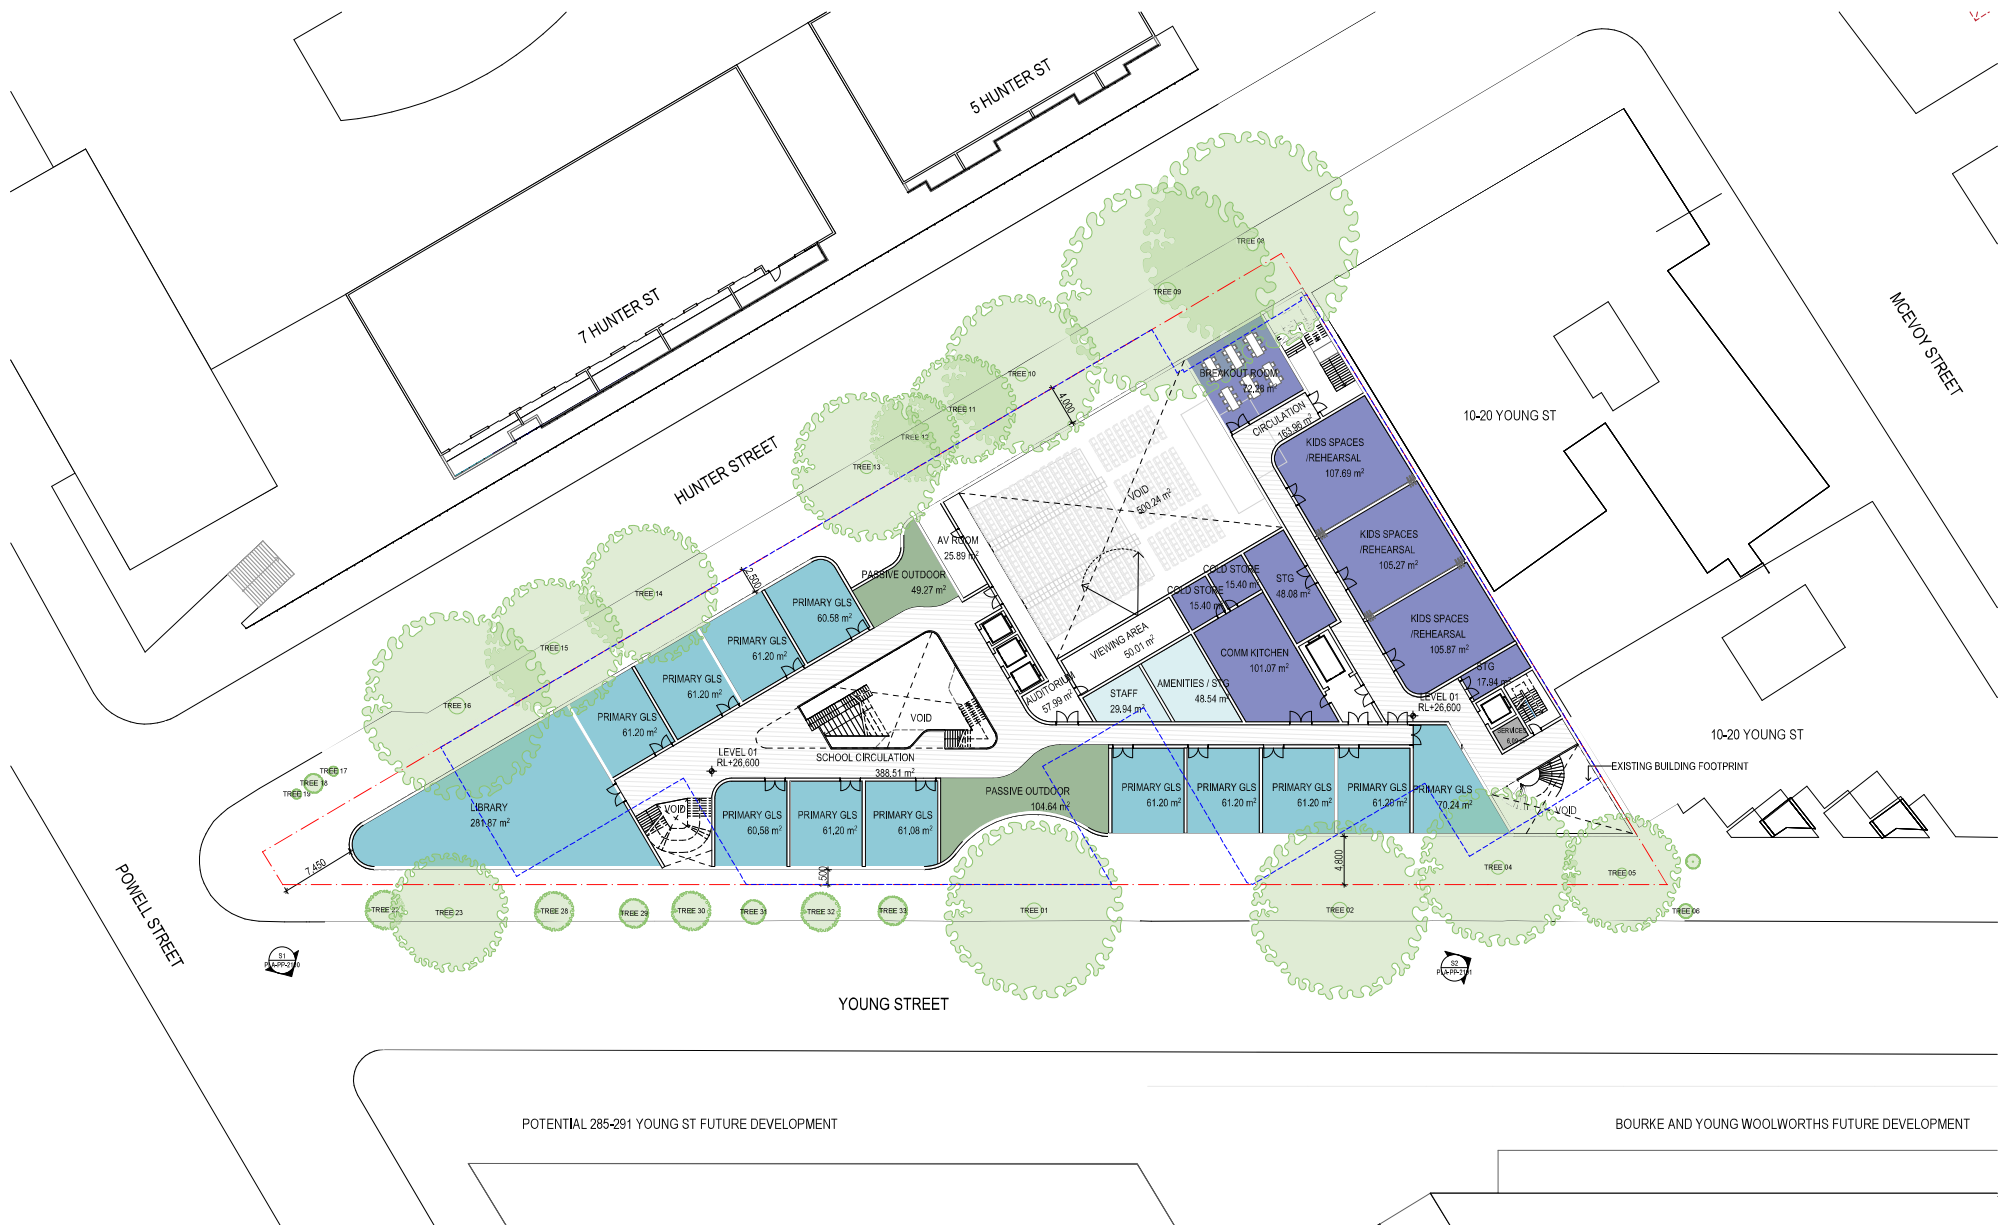 5 HUNTER ST
7 HUNTER ST
HUNTER STREET
MCEVOY STREET
10-20 YOUNG ST
10-20 YOUNG ST
TREE 08
TREE 09
TREE 10
TREE 11
TREE 12
TREE 13
TREE 14
TREE 15
TREE 16
TREE 17
TREE 18
TREE 19
4,000
2,500
BREAKOUT ROOM
72.28 m²
CIRCULATION
163.96 m²
KIDS SPACES
/REHEARSAL
107.69 m²
KIDS SPACES
/REHEARSAL
105.27 m²
KIDS SPACES
/REHEARSAL
105.87 m²
STG
17.94 m²
VOID
500.24 m²
AV ROOM
25.89 m²
PASSIVE OUTDOOR
49.27 m²
COLD STORE
15.40 m²
COLD STORE
15.40 m²
STG
48.08 m²
VIEWING AREA
50.01 m²
COMM KITCHEN
101.07 m²
AMENITIES / STG
48.54 m²
STAFF
29.94 m²
AUDITORIUM
57.99 m²
PRIMARY GLS
60.58 m²
PRIMARY GLS
61.20 m²
PRIMARY GLS
61.20 m²
PRIMARY GLS
61.20 m²
LIBRARY
281.87 m²
LEVEL 01
RL+26,600
VOID
SCHOOL CIRCULATION
388.51 m²
VOID
PRIMARY GLS
60.58 m²
PRIMARY GLS
61.20 m²
PRIMARY GLS
61.08 m²
PASSIVE OUTDOOR
104.64 m²
PRIMARY GLS
61.20 m²
PRIMARY GLS
61.20 m²
PRIMARY GLS
61.20 m²
PRIMARY GLS
61.20 m²
PRIMARY GLS
70.24 m²
LEVEL 01
RL+26,600
SERVICES
EXISTING BUILDING FOOTPRINT
VOID
7,450
4,800
TREE 23
TREE 28
TREE 29
TREE 30
TREE 31
TREE 32
TREE 33
TREE 01
TREE 02
TREE 04
TREE 05
TREE 06
S1
S2
POWELL STREET
YOUNG STREET
POTENTIAL 285-291 YOUNG ST FUTURE DEVELOPMENT
BOURKE AND YOUNG WOOLWORTHS FUTURE DEVELOPMENT